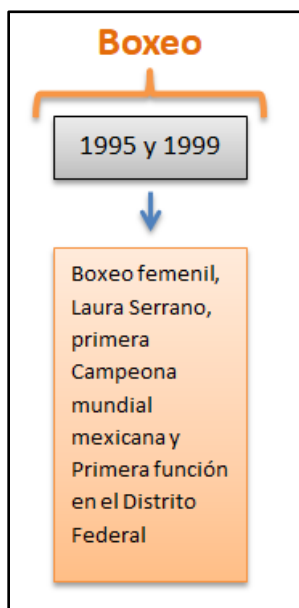 Boxeo
1995 y 1999
Boxeo femenil,
Laura Serrano,
primera
Campeona
mundial
mexicana y
Primera función
en el Distrito
Federal